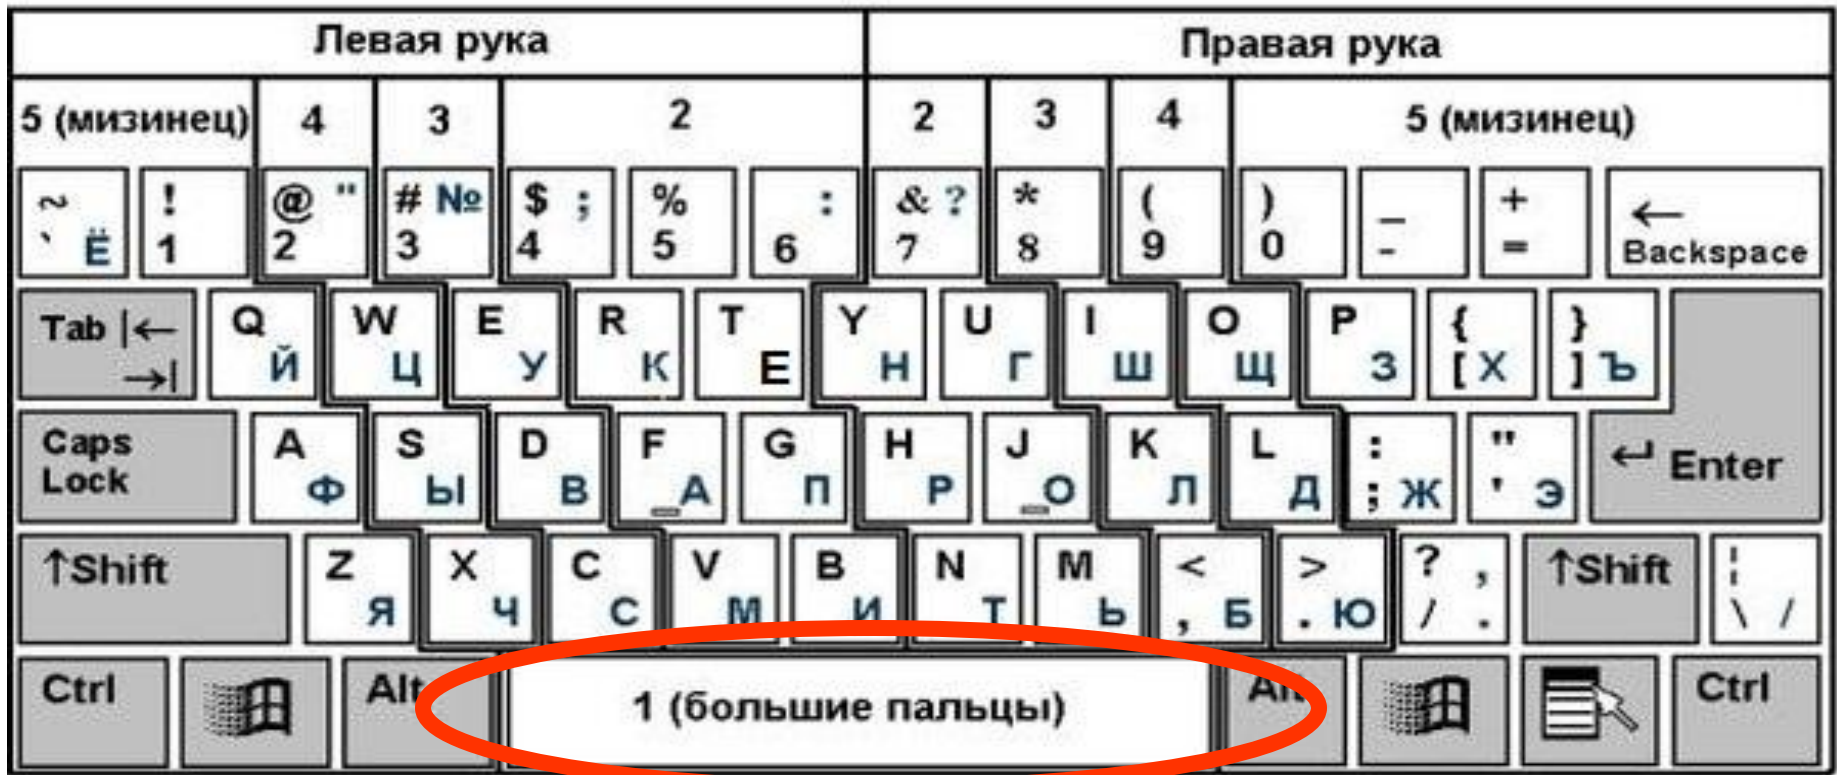 Левая рука Правая рука
5 (мизинец) 4 3 2 2 3 4 5 (мизинец)
~ ! @ " # № $ ; % : & ? * ( ) _ + ←
` Ё 1 2 3 4 5 6 7 8 9 0 - = Backspace
Tab |← Q W E R T Y U I O P { }
→| Й Ц У К Е Н Г Ш Щ З [ Х ] Ъ
Caps A S D F G H J K L : " ↵ Enter
Lock Ф Ы В _А П Р _О Л Д ; Ж ' Э
↑Shift Z X C V B N M < > ? , ↑Shift ¦
Я Ч С М И Т Ь , Б . Ю / . \ /
Ctrl Alt 1 (большие пальцы) Alt Ctrl